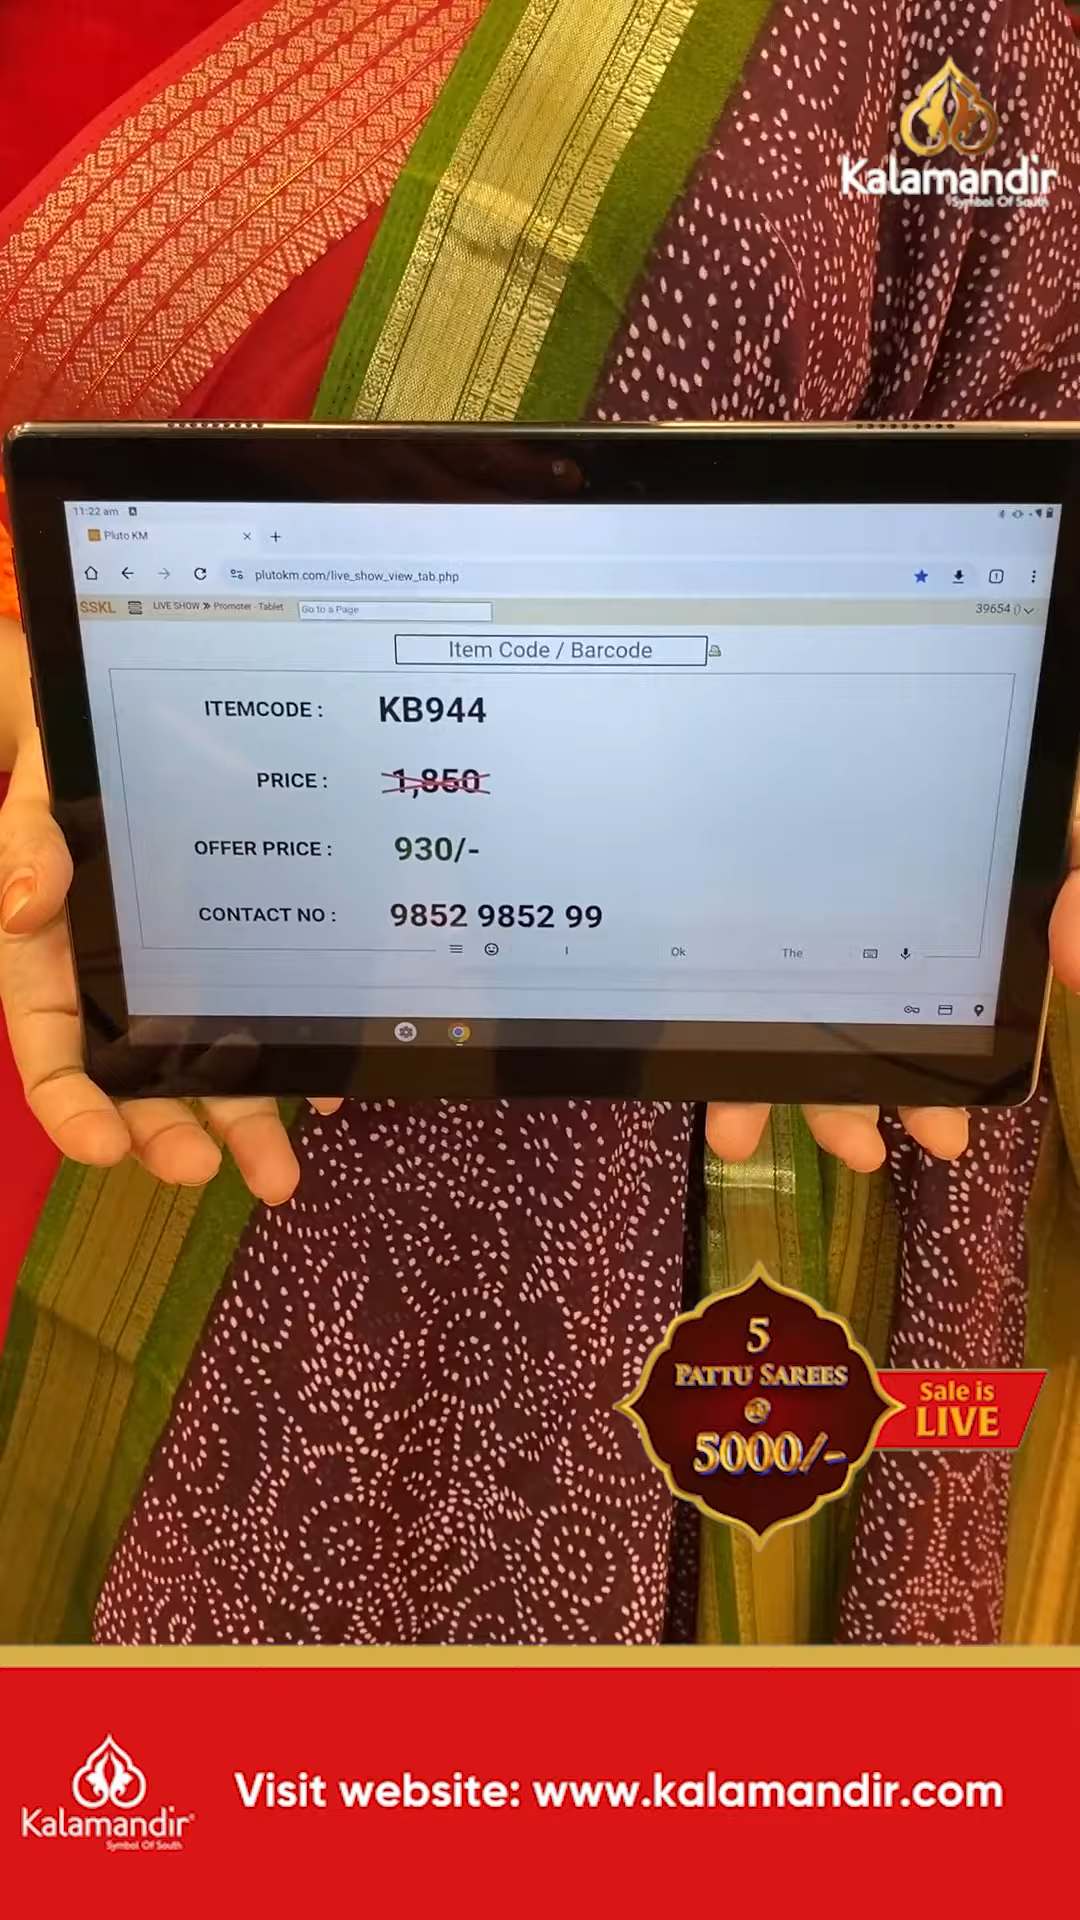 Kalamandir
Symbol Of South
11:22 am
Pluto KM
plutokm.com/live_show_view_tab.php
SSKL
LIVE SHOW >> Promoter - Tablet
Go to a Page
39654 ()
Item Code / Barcode
ITEMCODE : KB944
PRICE : 1,850
OFFER PRICE : 930/-
CONTACT NO : 9852 9852 99
I Ok The
5
PATTU SAREES
@
5000/-
Sale is
LIVE
Kalamandir
Symbol Of South
Visit website: www.kalamandir.com